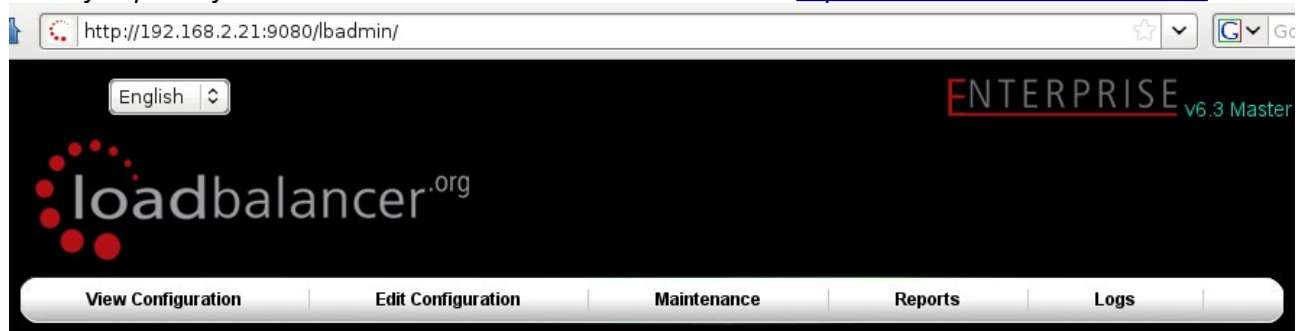 http://192.168.2.21:9080/lbadmin/
G
English
ENTERPRISE v6.3 Master
loadbalancer.org
View Configuration Edit Configuration Maintenance Reports Logs